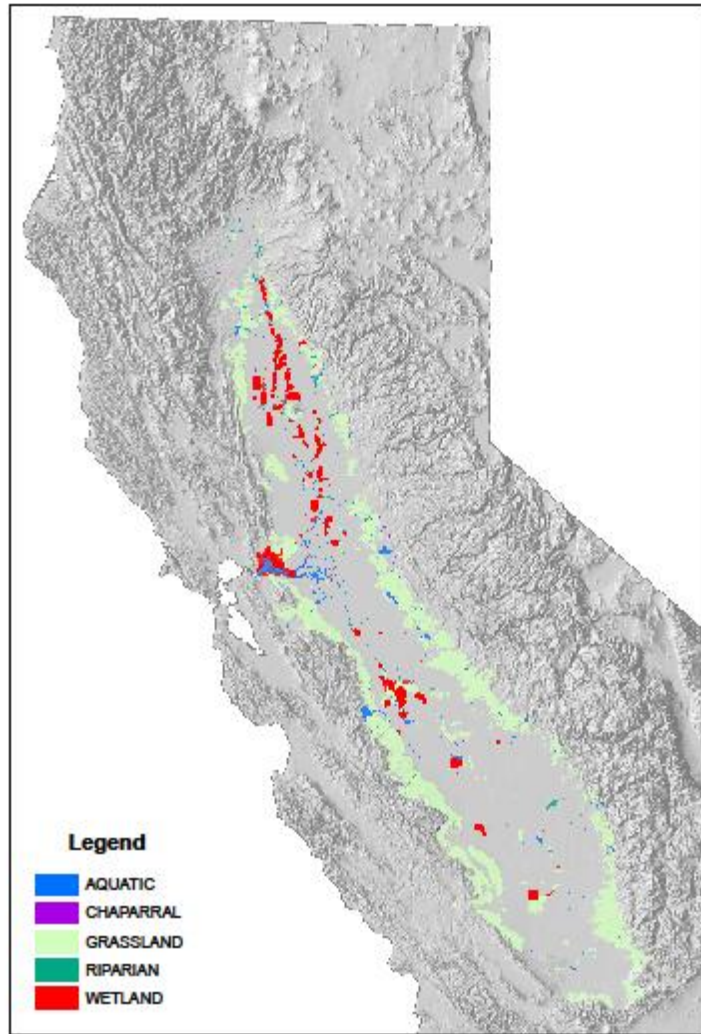 Legend
AQUATIC
CHAPARRAL
GRASSLAND
RIPARIAN
WETLAND